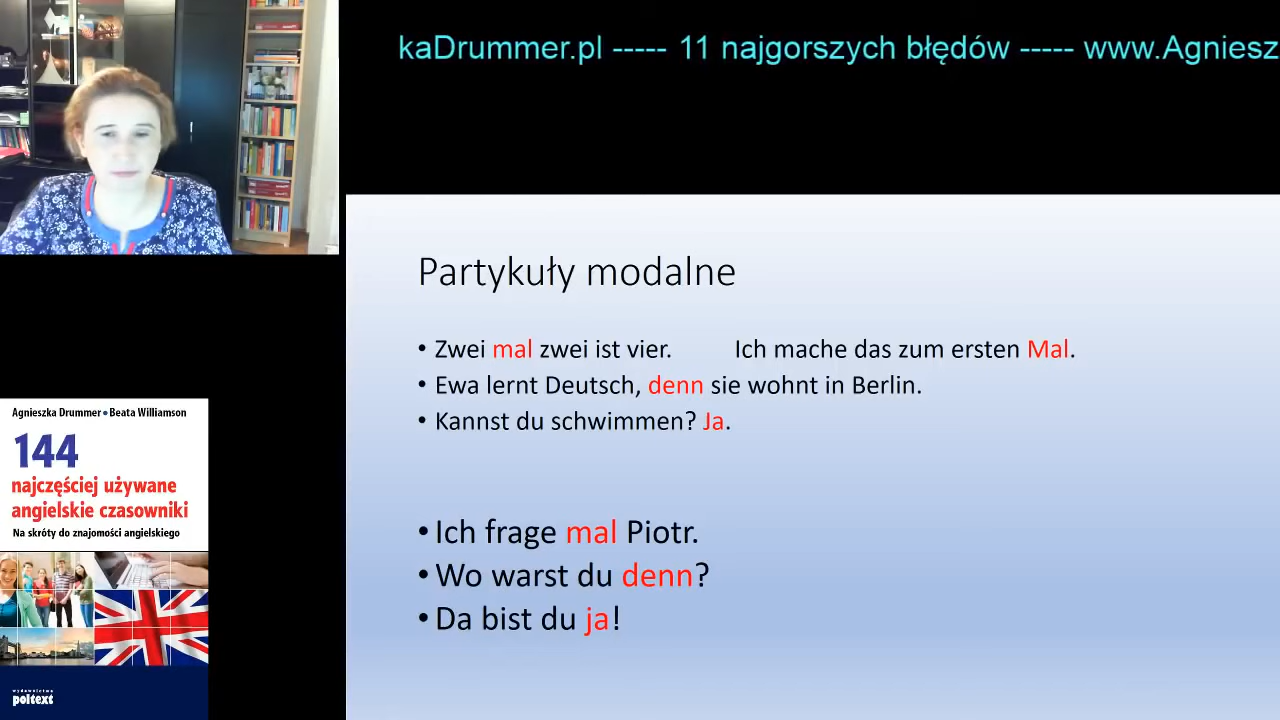 kaDrummer.pl ----- 11 najgorszych błędów ----- www.Agniesz
Partykuły modalne
• Zwei mal zwei ist vier. Ich mache das zum ersten Mal.
• Ewa lernt Deutsch, denn sie wohnt in Berlin.
• Kannst du schwimmen? Ja.
• Ich frage mal Piotr.
• Wo warst du denn?
• Da bist du ja!
Agnieszka Drummer • Beata Williamson
144
najczęściej używane
angielskie czasowniki
Na skróty do znajomości angielskiego
wydawnictwo
poltext